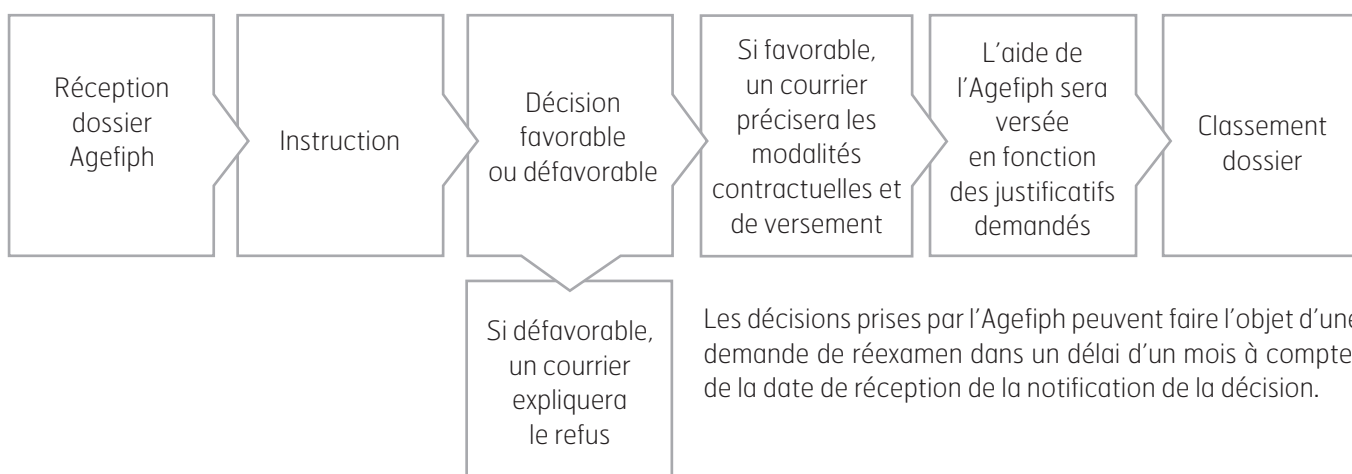 Réception
dossier
Agefiph
Instruction
Décision
favorable
ou défavorable
Si favorable,
un courrier
précisera les
modalités
contractuelles et
de versement
L'aide de
l'Agefiph sera
versée
en fonction
des justificatifs
demandés
Classement
dossier
Si défavorable,
un courrier
expliquera
le refus
Les décisions prises par l'Agefiph peuvent faire l'objet d'une
demande de réexamen dans un délai d'un mois à compte
de la date de réception de la notification de la décision.